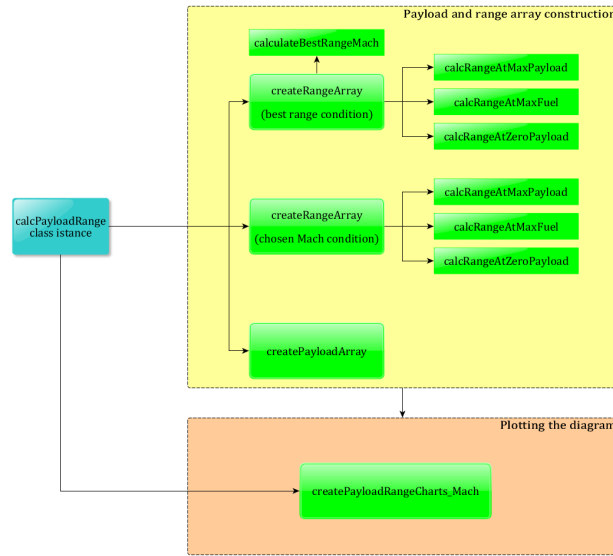 Payload and range array construction
calculateBestRangeMach
createRangeArray
(best range condition)
calcRangeAtMaxPayload
calcRangeAtMaxFuel
calcRangeAtZeroPayload
calcPayloadRange
class istance
createRangeArray
(chosen Mach condition)
calcRangeAtMaxPayload
calcRangeAtMaxFuel
calcRangeAtZeroPayload
createPayloadArray
Plotting the diagram
createPayloadRangeCharts_Mach